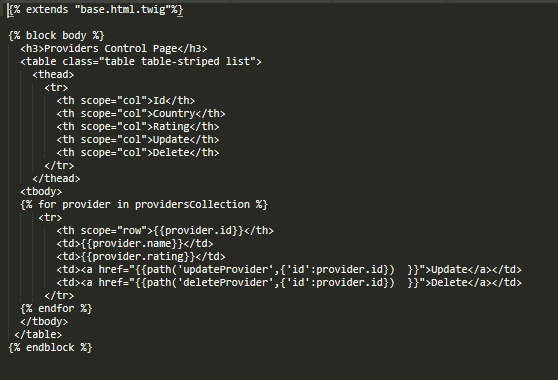 {% extends "base.html.twig"%}

{% block body %}
  <h3>Providers Control Page</h3>
  <table class="table table-striped list">
    <thead>
      <tr>
        <th scope="col">Id</th>
        <th scope="col">Country</th>
        <th scope="col">Rating</th>
        <th scope="col">Update</th>
        <th scope="col">Delete</th>
      </tr>
    </thead>
  <tbody>
  {% for provider in providersCollection %}
     <tr>
        <th scope="row">{{provider.id}}</th>
        <td>{{provider.name}}</td>
        <td>{{provider.rating}}</td>
        <td><a href="{{path('updateProvider',{'id':provider.id})  }}">Update</a></td>
        <td><a href="{{path('deleteProvider',{'id':provider.id})  }}">Delete</a></td>
      </tr>
  {% endfor %}
  </tbody>
 </table>
{% endblock %}